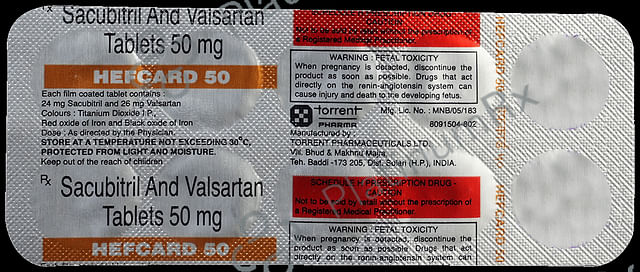 Rx Sacubitril And Valsartan
Tablets 50 mg
HEFCARD 50
Each film coated tablet contains :
24 mg Sacubitril and 26 mg Valsartan
Colours : Titanium Dioxide I.P.,
Red oxide of Iron and Black oxide of Iron
Dose : As directed by the Physician.
STORE AT A TEMPERATURE NOT EXCEEDING 30°C,
PROTECTED FROM LIGHT AND MOISTURE.
Keep out of the reach of children
Rx Sacubitril And Valsartan
Tablets 50 mg
HEFCARD 50
a Registered Medical Practitioner.
WARNING : FETAL TOXICITY
When pregnancy is detected, discontinue the
product as soon as possible. Drugs that act
directly on the renin-angiotensin system can
cause injury and death to the developing fetus.
torrent PHARMA
Mfg. Lic. No. : MNB/05/183
8091504-802
Manufactured by :
TORRENT PHARMACEUTICALS LTD.
Vill. Bhud & Makhnu Majra,
Teh. Baddi -173 205, Dist. Solan (H.P.), INDIA.
SCHEDULE H PRESCRIPTION DRUG -
CAUTION
Not to be sold by retail without the prescription of
a Registered Medical Practitioner.
WARNING : FETAL TOXICITY
When pregnancy is detected, discontinue the
product as soon as possible. Drugs that act
directly on the renin-angiotensin system can
HEFCARD 50